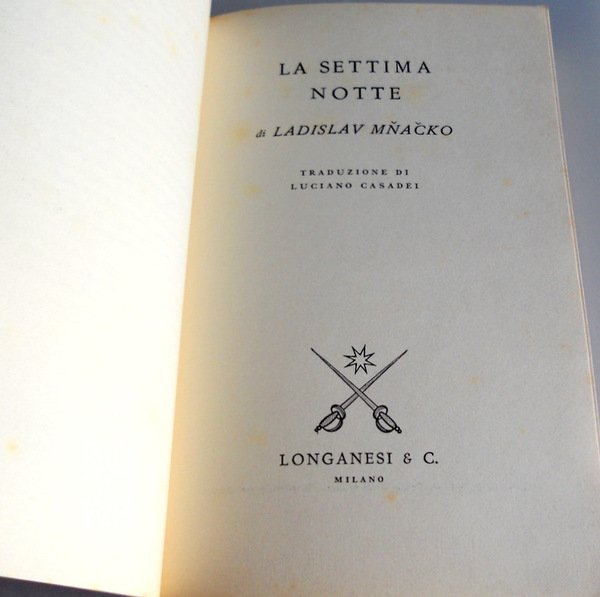 LA SETTIMA
NOTTE
di LADISLAV MŇAČKO
TRADUZIONE DI
LUCIANO CASADEI
LONGANESI & C.
MILANO